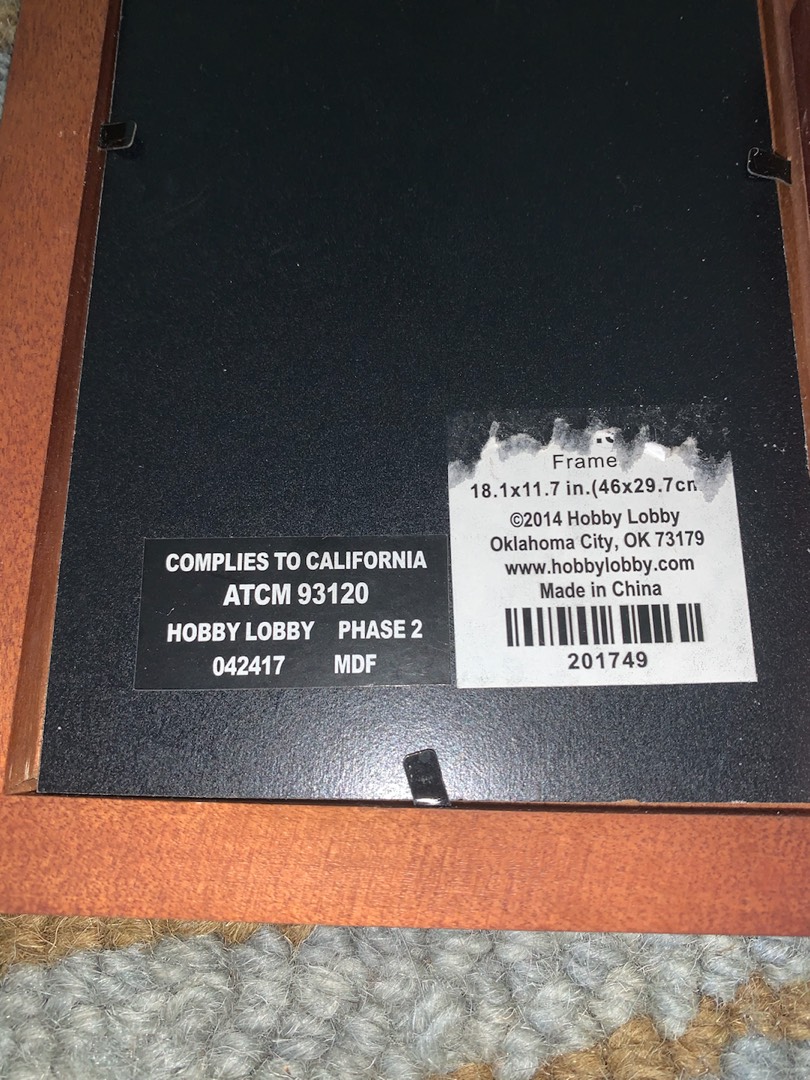 Frame
18.1x11.7 in.(46x29.7cm
©2014 Hobby Lobby
Oklahoma City, OK 73179
www.hobbylobby.com
Made in China
201749
COMPLIES TO CALIFORNIA
ATCM 93120
HOBBY LOBBY PHASE 2
042417 MDF